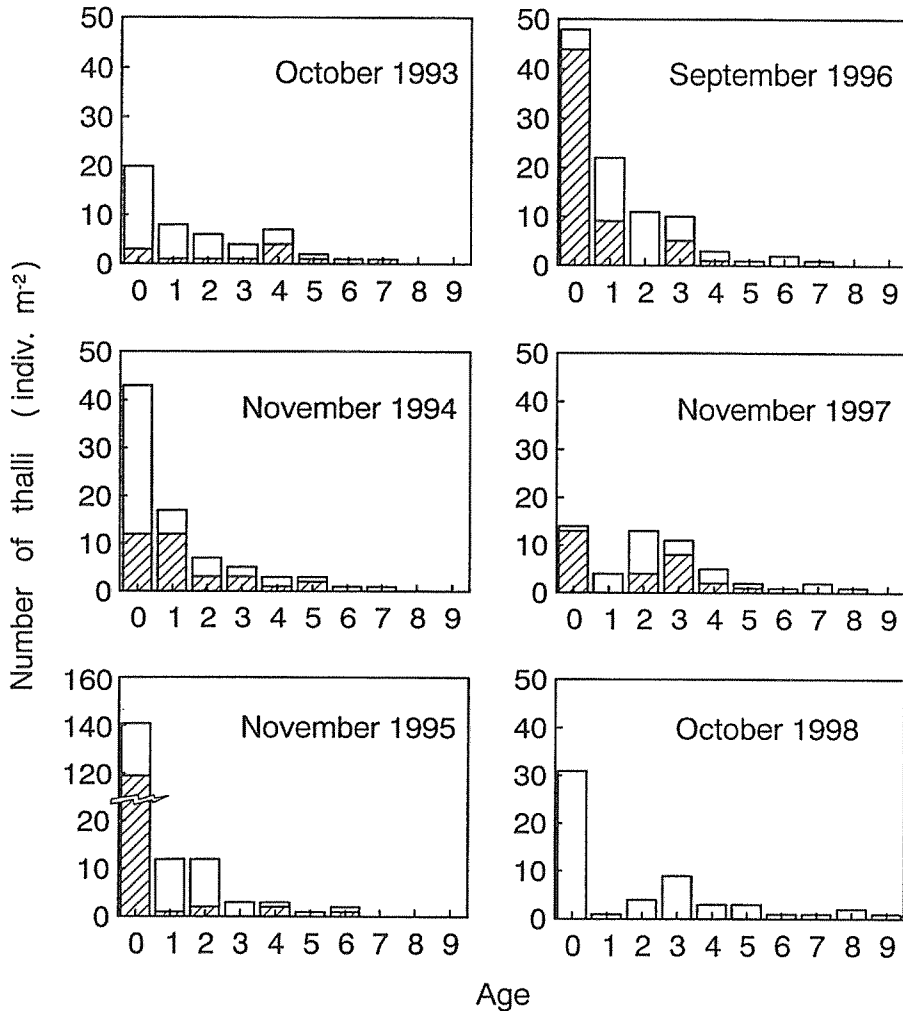 Number of thalli ( indiv. m-2)
50
40
30
20
10
0
October 1993
0 1 2 3 4 5 6 7 8 9
50
40
30
20
10
0
September 1996
0 1 2 3 4 5 6 7 8 9
50
40
30
20
10
0
November 1994
0 1 2 3 4 5 6 7 8 9
50
40
30
20
10
0
November 1997
0 1 2 3 4 5 6 7 8 9
160
140
120
20
10
0
November 1995
0 1 2 3 4 5 6 7 8 9
50
40
30
20
10
0
October 1998
0 1 2 3 4 5 6 7 8 9
Age